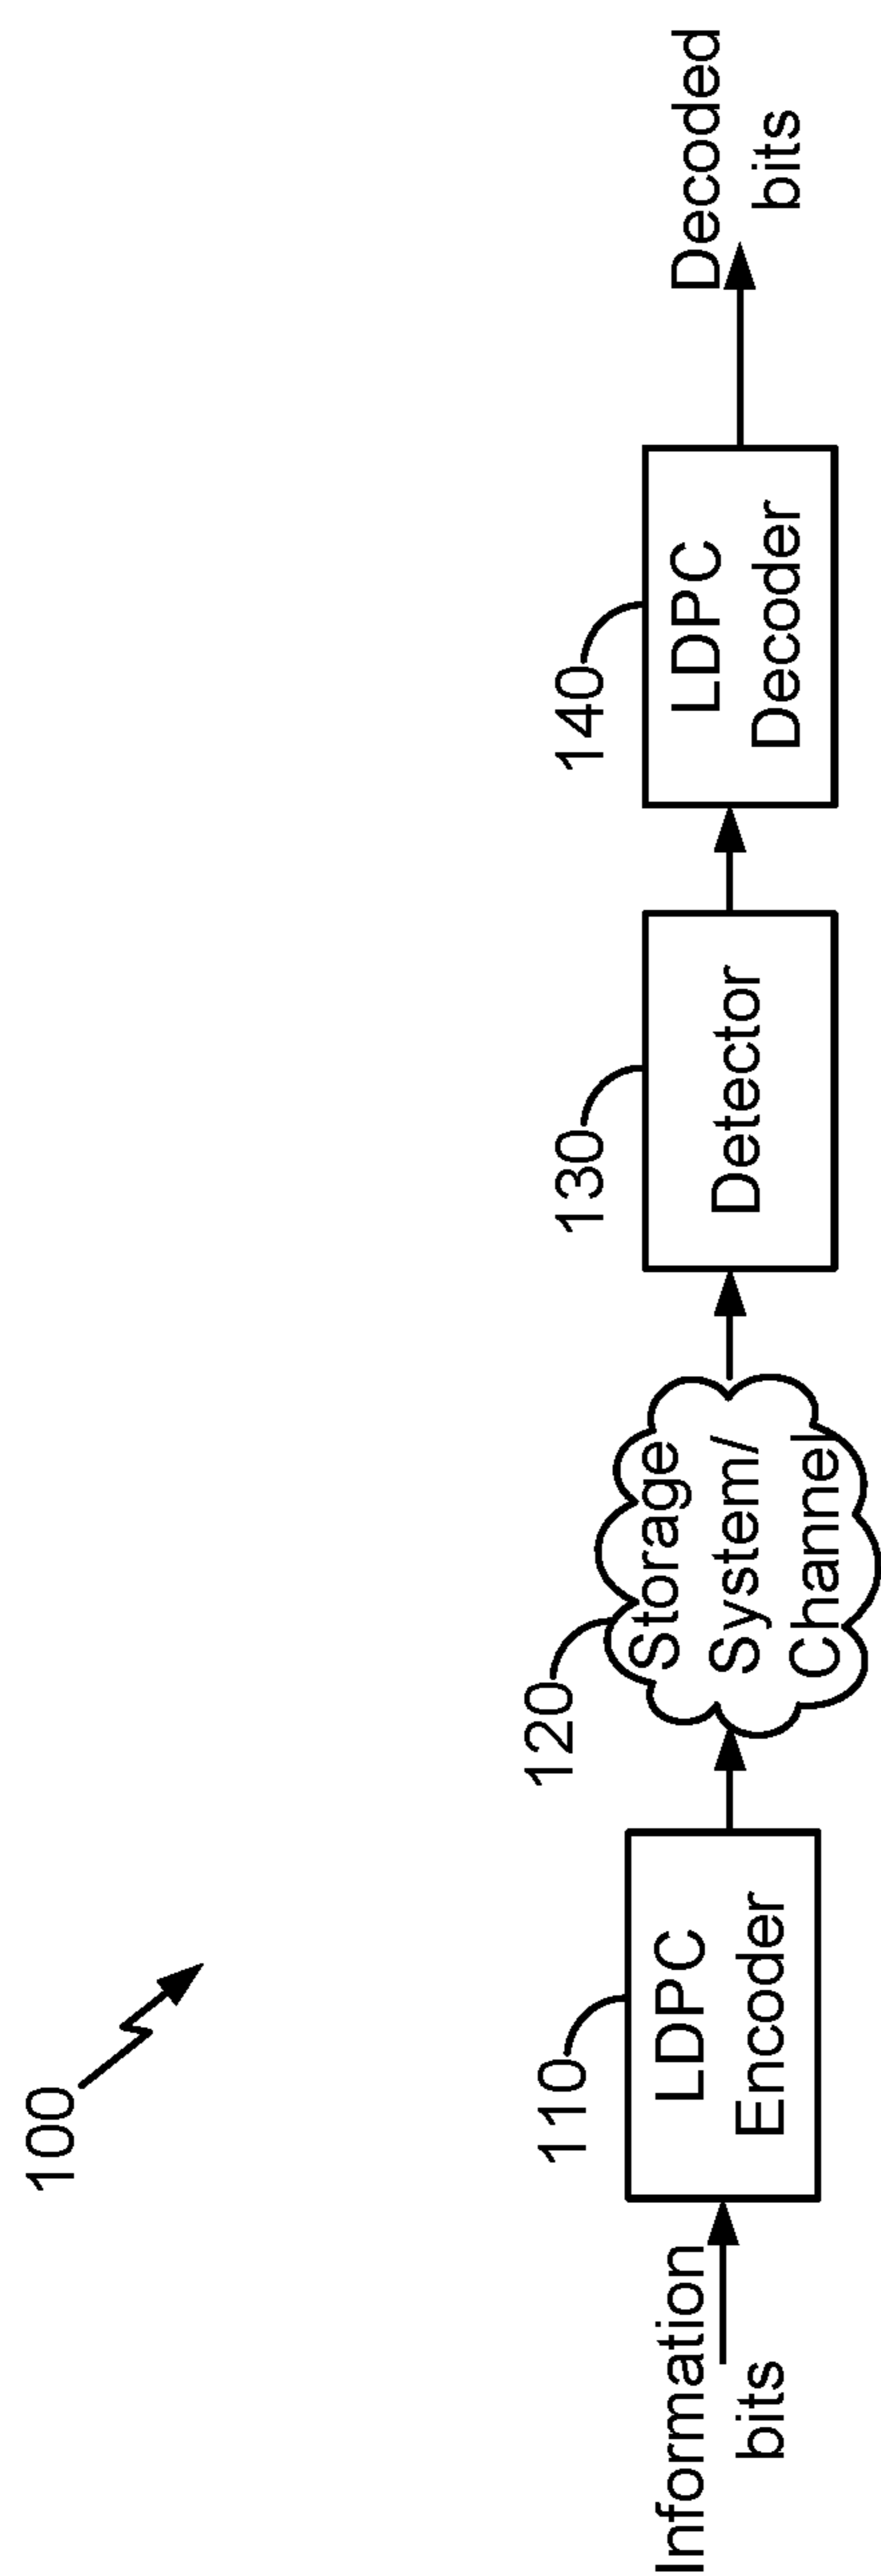 100
Information
bits
110
LDPC
Encoder
120
Storage
System/
Channel
130
Detector
140
LDPC
Decoder
Decoded
bits